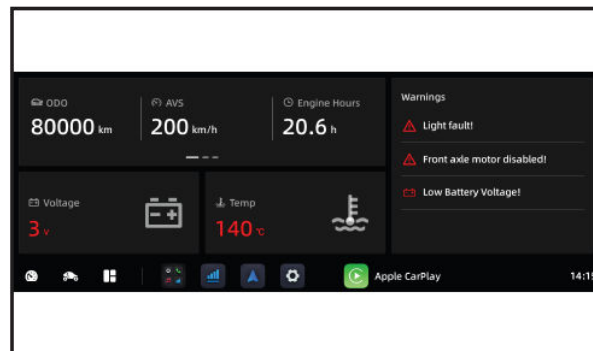 ODO
80000 km
AVS
200 km/h
Engine Hours
20.6 h
Warnings
Light fault!
Front axle motor disabled!
Low Battery Voltage!
Voltage
3 v
Temp
140 ℃
Apple CarPlay